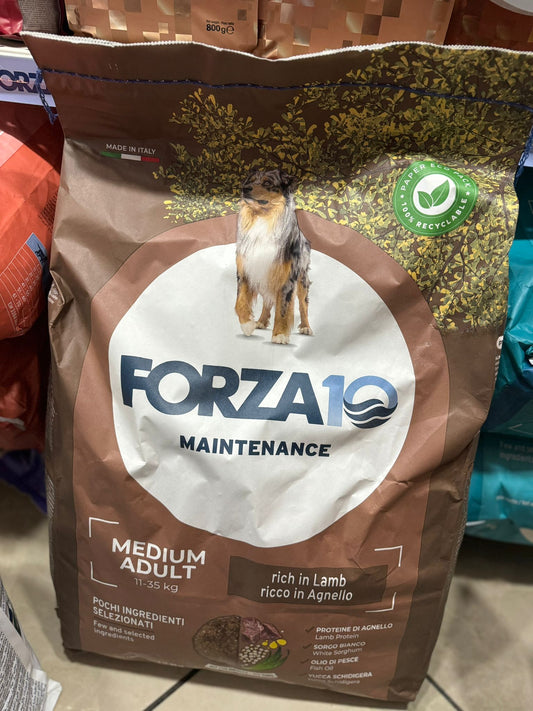 800g e
MADE IN ITALY
PAPER
100% RECYCLABLE
FORZA10
MAINTENANCE
MEDIUM
ADULT
11-35 kg
rich in Lamb
ricco in Agnello
POCHI INGREDIENTI
SELEZIONATI
Few and selected
ingredients
PROTEINE DI AGNELLO
Lamb Protein
SORGO BIANCO
White Sorghum
OLIO DI PESCE
Fish Oil
YUCCA SCHIDIGERA
Schidigera